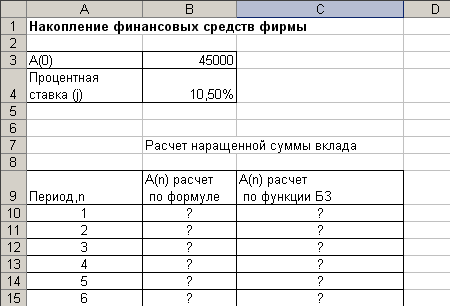 A B C D
1 Накопление финансовых средств фирмы
2
3 A(0) 45000
4 Процентная
ставка (j) 10,50%
5
6
7 Расчет наращенной суммы вклада
8
A(n) расчет A(n) расчет
9 Период,n по формуле по функции БЗ
10 1 ? ?
11 2 ? ?
12 3 ? ?
13 4 ? ?
14 5 ? ?
15 6 ? ?